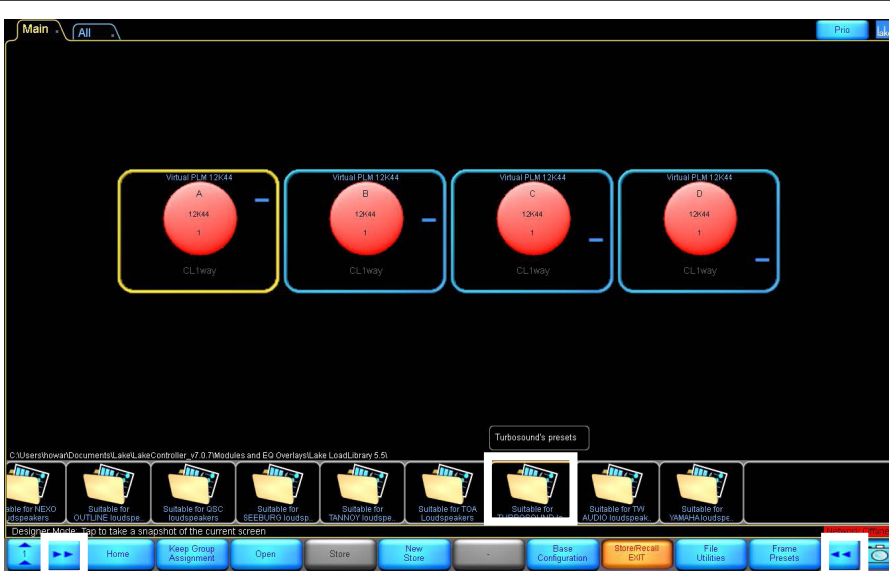 Main
All
Prio
Virtual PLM 12K44
A
12K44
1
CL1way
Virtual PLM 12K44
B
12K44
1
CL1way
Virtual PLM 12K44
C
12K44
1
CL1way
Virtual PLM 12K44
D
12K44
1
CL1way
Turbosound's presets
C:\Users\howar\Documents\Lake\LakeController_v7.0.7\Modules and EQ Overlays\Lake LoadLibrary 5.5\
able for NEXO
udspeakers
Suitable for
OUTLINE loudspe..
Suitable for QSC
loudspeakers
Suitable for
SEEBURG loudsp..
Suitable for
TANNOY loudspe..
Suitable for TOA
Loudspeakers
Suitable for
TURBOSOUND lo..
Suitable for TW
AUDIO loudspeak..
Suitable for
YAMAHA loudspe..
Designer Mode: Tap to take a snapshot of the current screen
1
Home
Keep Group
Assignment
Open
Store
New
Store
-
Base
Configuration
Store/Recall
EXIT
File
Utilities
Frame
Presets